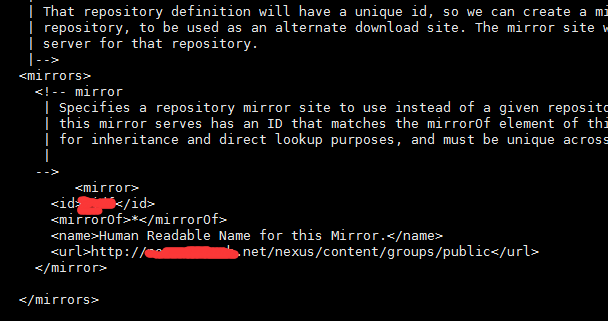 | That repository definition will have a unique id, so we can create a mi
| repository, to be used as an alternate download site. The mirror site w
| server for that repository.
|-->
<mirrors>
<!-- mirror
| Specifies a repository mirror site to use instead of a given reposito
| this mirror serves has an ID that matches the mirrorOf element of thi
| for inheritance and direct lookup purposes, and must be unique across
|
-->
<mirror>
<id></id>
<mirrorOf>*</mirrorOf>
<name>Human Readable Name for this Mirror.</name>
<url>http://.net/nexus/content/groups/public</url>
</mirror>
</mirrors>